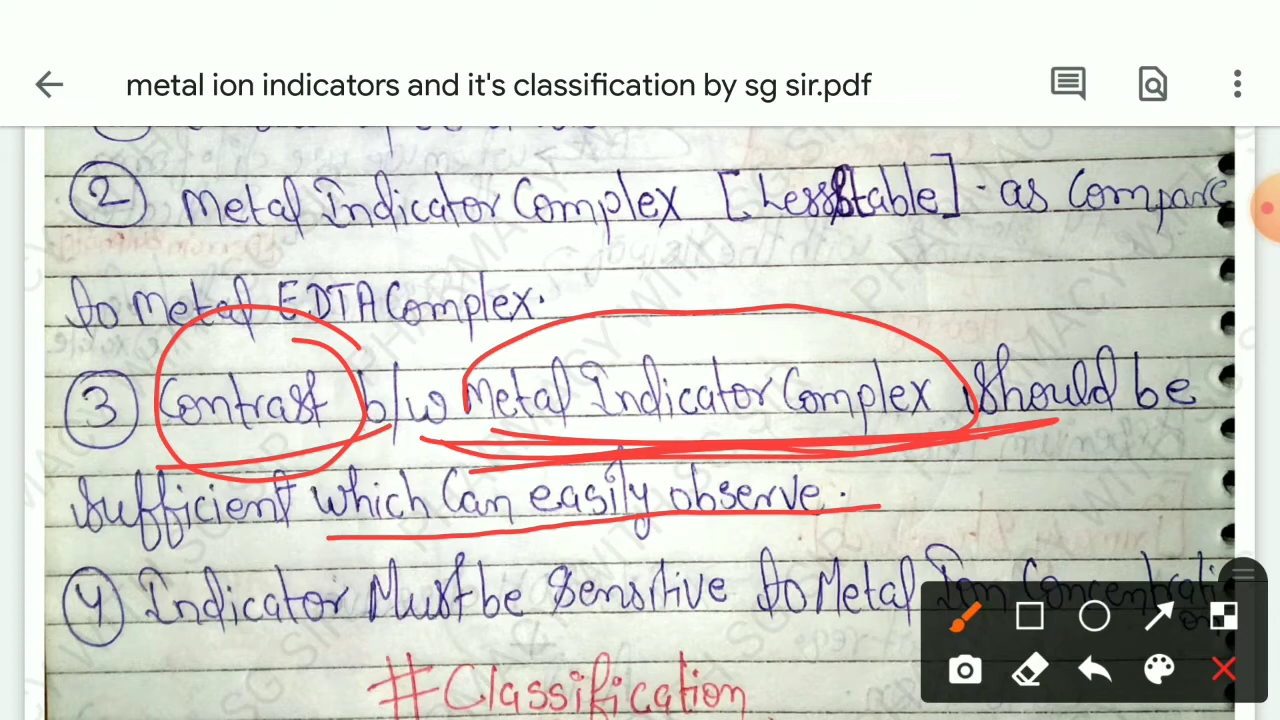 metal ion indicators and it's classification by sg sir.pdf
② Metal Indicator Complex [Less Stable] - as Compare
to Metal EDTA Complex.
③ Contrast b/w Metal Indicator Complex should be
sufficient which Can easily observe.
④ Indicator Must be Sensitive to Metal Ion Concentration
#Classification